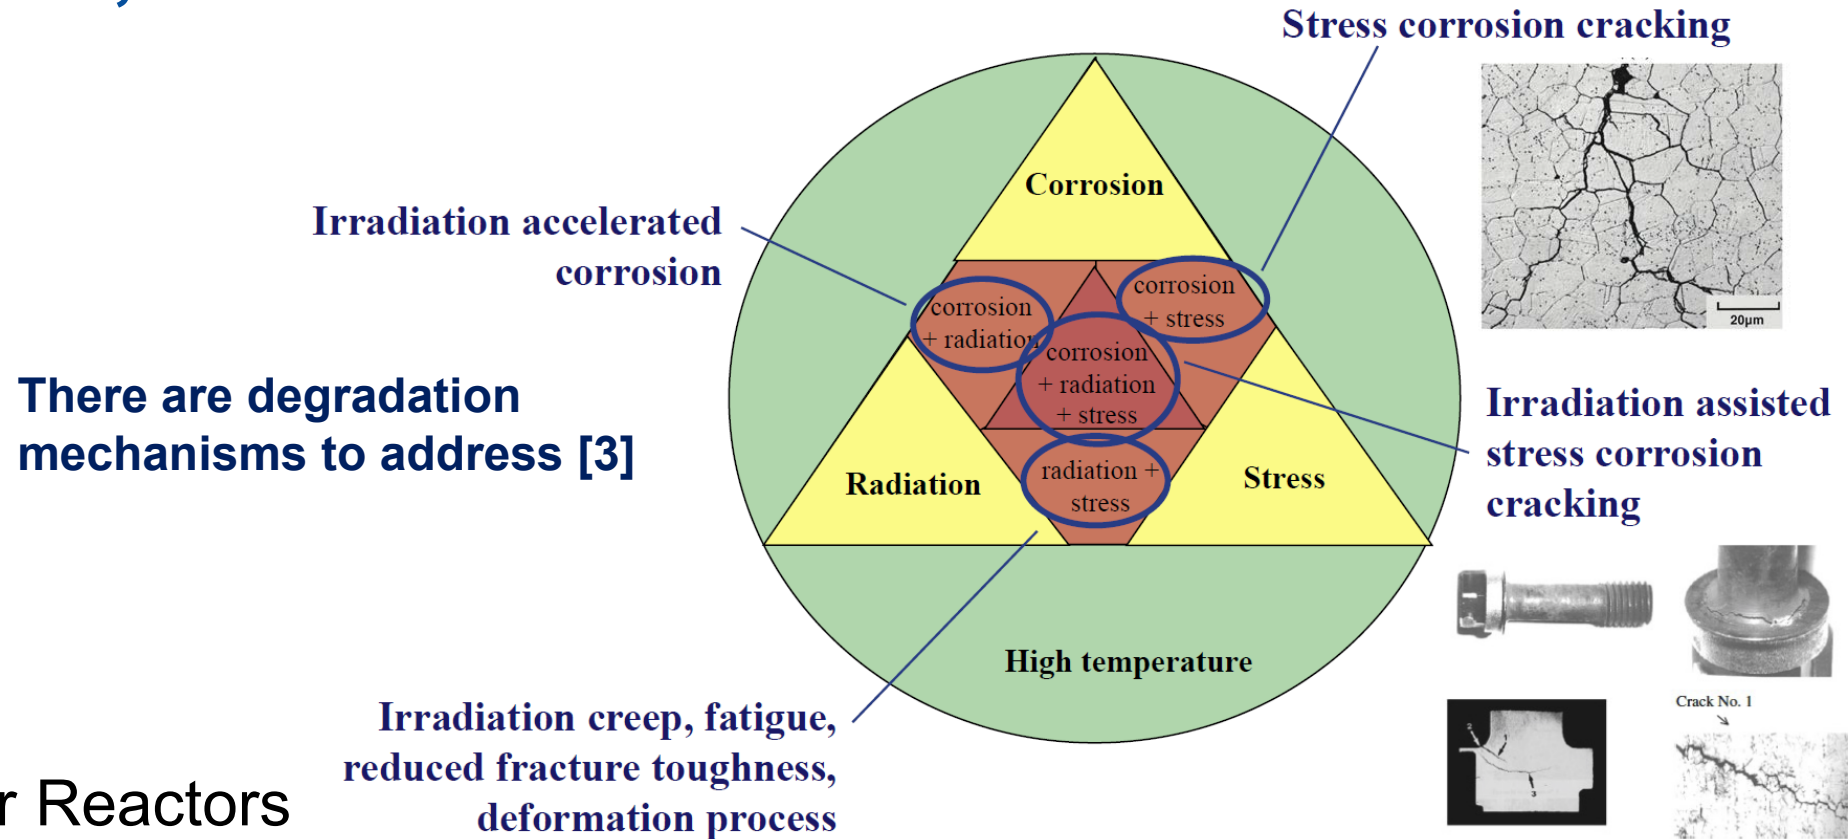 Stress corrosion cracking
Corrosion
20µm
Irradiation accelerated
corrosion
corrosion
+ radiation
corrosion
+ stress
corrosion
+ radiation
+ stress
There are degradation
mechanisms to address [3]
Irradiation assisted
stress corrosion
cracking
Radiation
radiation +
stress
Stress
High temperature
Irradiation creep, fatigue,
reduced fracture toughness,
deformation process
Crack No. 1
3
r Reactors